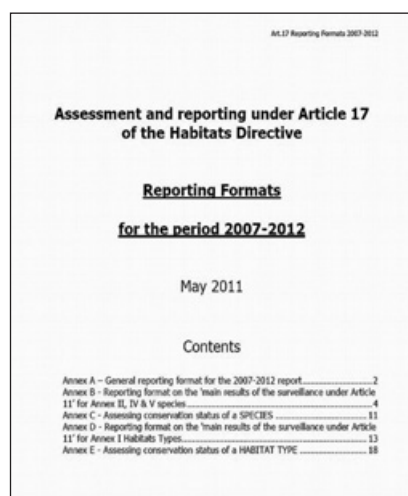 Art.17 Reporting Formats 2007-2012
Assessment and reporting under Article 17
of the Habitats Directive
Reporting Formats
for the period 2007-2012
May 2011
Contents
Annex A – General reporting format for the 2007-2012 report......................2
Annex B - Reporting format on the 'main results of the surveillance under Article
11' for Annex II, IV & V species......................4
Annex C - Assessing conservation status of a SPECIES......................11
Annex D - Reporting format on the 'main results of the surveillance under Article
11' for Annex I Habitats Types......................13
Annex E - Assessing conservation status of a HABITAT TYPE......................18